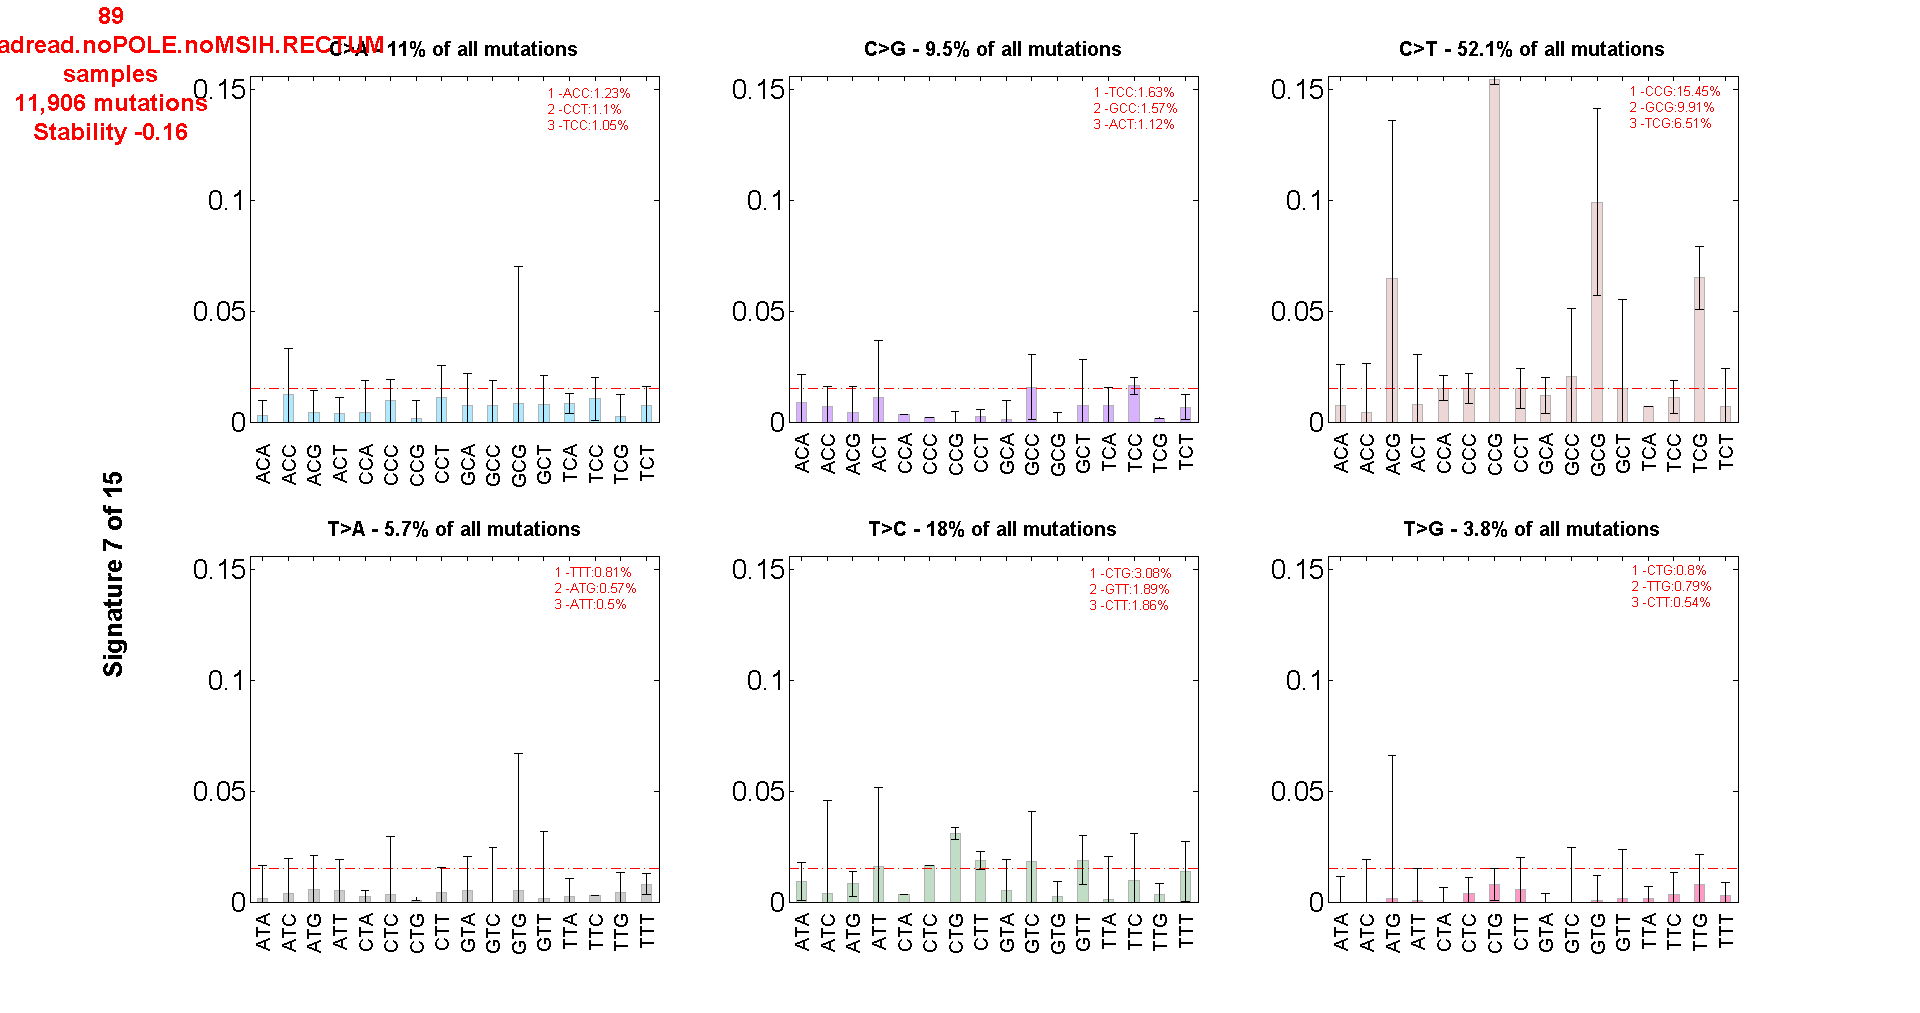 89
adread.noPOLE.noMSIH.RECTUM
samples
11,906 mutations
Stability -0.16
Signature 7 of 15
C>A - 11% of all mutations
1 -ACC:1.23%
2 -CCT:1.1%
3 -TCC:1.05%
0.15
0.1
0.05
0
ACA ACC ACG ACT CCA CCC CCG CCT GCA GCC GCG GCT TCA TCC TCG TCT
C>G - 9.5% of all mutations
1 -TCC:1.63%
2 -GCC:1.57%
3 -ACT:1.12%
0.15
0.1
0.05
0
ACA ACC ACG ACT CCA CCC CCG CCT GCA GCC GCG GCT TCA TCC TCG TCT
C>T - 52.1% of all mutations
1 -CCG:15.45%
2 -GCG:9.91%
3 -TCG:6.51%
0.15
0.1
0.05
0
ACA ACC ACG ACT CCA CCC CCG CCT GCA GCC GCG GCT TCA TCC TCG TCT
T>A - 5.7% of all mutations
1 -TTT:0.81%
2 -ATG:0.57%
3 -ATT:0.5%
0.15
0.1
0.05
0
ATA ATC ATG ATT CTA CTC CTG CTT GTA GTC GTG GTT TTA TTC TTG TTT
T>C - 18% of all mutations
1 -CTG:3.08%
2 -GTT:1.89%
3 -CTT:1.86%
0.15
0.1
0.05
0
ATA ATC ATG ATT CTA CTC CTG CTT GTA GTC GTG GTT TTA TTC TTG TTT
T>G - 3.8% of all mutations
1 -CTG:0.8%
2 -TTG:0.79%
3 -CTT:0.54%
0.15
0.1
0.05
0
ATA ATC ATG ATT CTA CTC CTG CTT GTA GTC GTG GTT TTA TTC TTG TTT